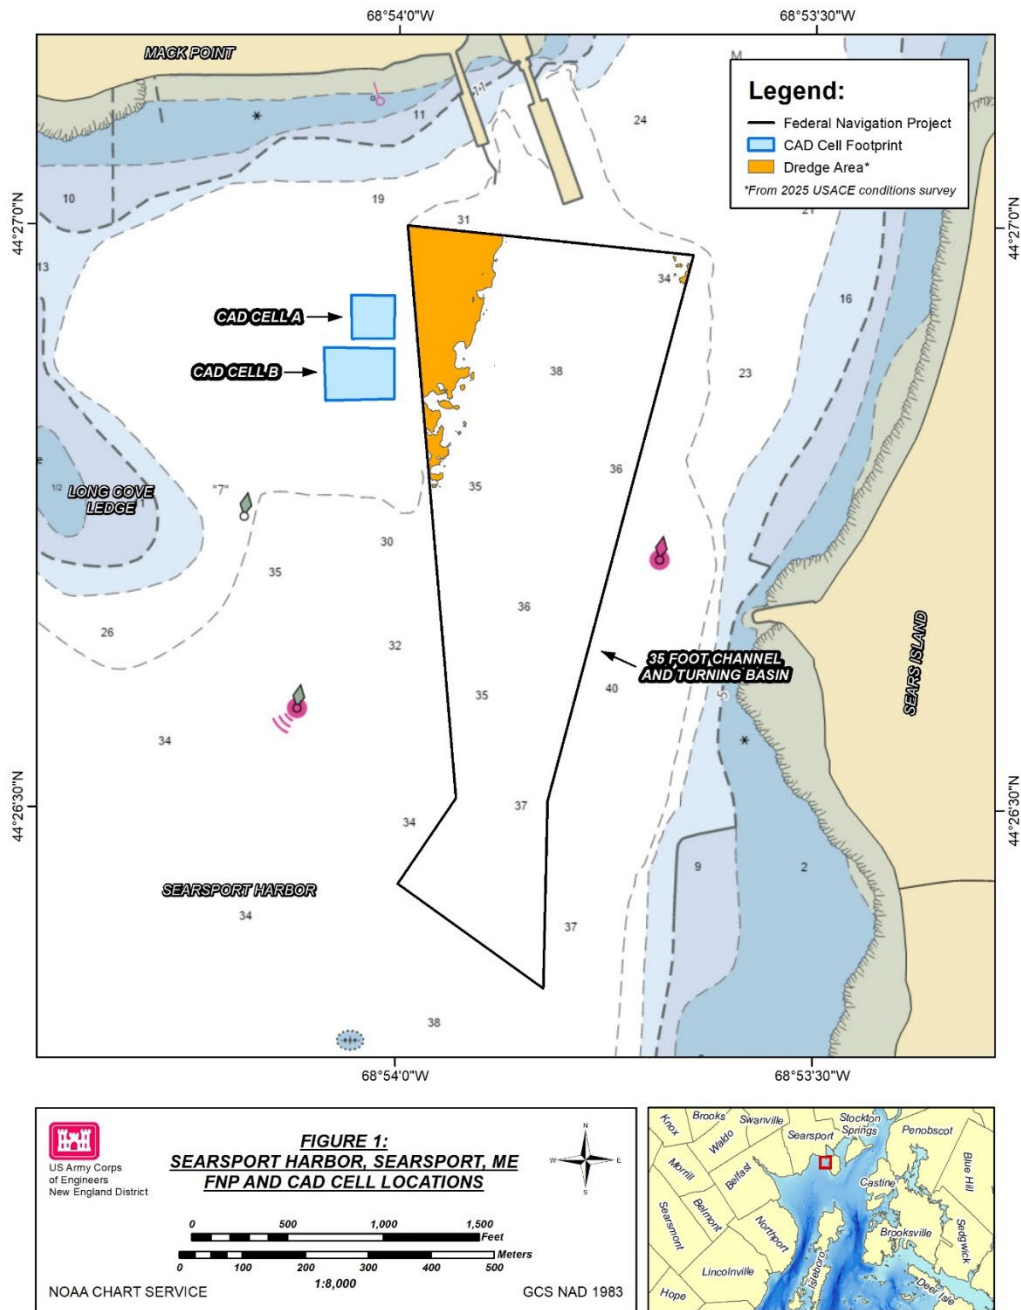 68°54'0"W
68°53'30"W
MACK POINT
M
Legend:
Federal Navigation Project
CAD Cell Footprint
Dredge Area*
*From 2025 USACE conditions survey
11
24
10
19
31
21
44°27'0"N
44°27'0"N
13
34
16
CAD CELL A
CAD CELL B
38
23
36
35
1/2
LONG COVE
LEDGE
"7"
30
35
36
26
32
35 FOOT CHANNEL
AND TURNING BASIN
SEARS ISLAND
35
40
34
44°26'30"N
44°26'30"N
37
34
9
2
SEARSPORT HARBOR
34
37
38
68°54'0"W
68°53'30"W
US Army Corps
of Engineers
New England District
FIGURE 1:
SEARSPORT HARBOR, SEARSPORT, ME
FNP AND CAD CELL LOCATIONS
N
W
E
S
0 500 1,000 1,500
Feet
Meters
0 100 200 300 400 500
1:8,000
NOAA CHART SERVICE
GCS NAD 1983
Knox
Brooks
Swanville
Stockton
Springs
Waldo
Searsport
Penobscot
Morrill
Belfast
Blue Hill
Castine
Searsmont
Belmont
Northport
Brooksville
Sedgwick
Lincolnville
Islesboro
Deer Isle
Hope